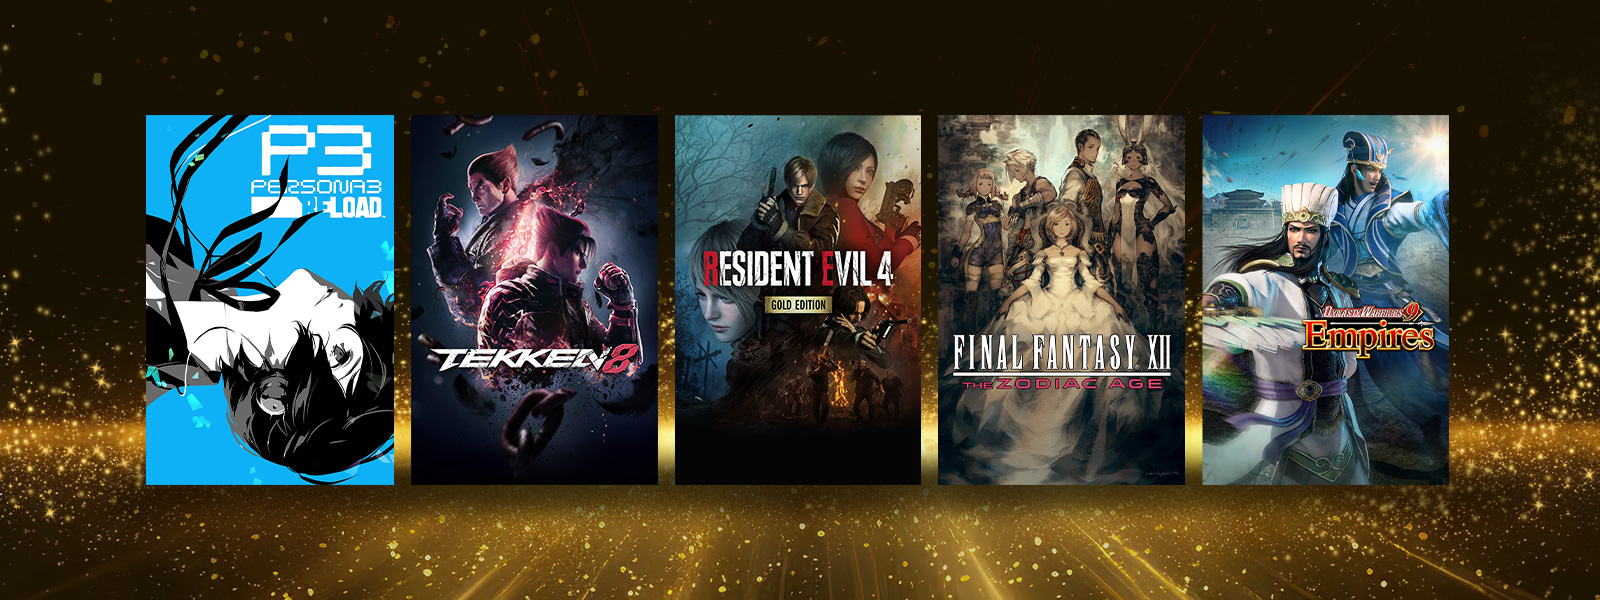 P3
PERSONA3
RELOAD
TEKKEN 8
RESIDENT EVIL 4
GOLD EDITION
FINAL FANTASY XII
THE ZODIAC AGE
DYNASTY WARRIORS 9
Empires